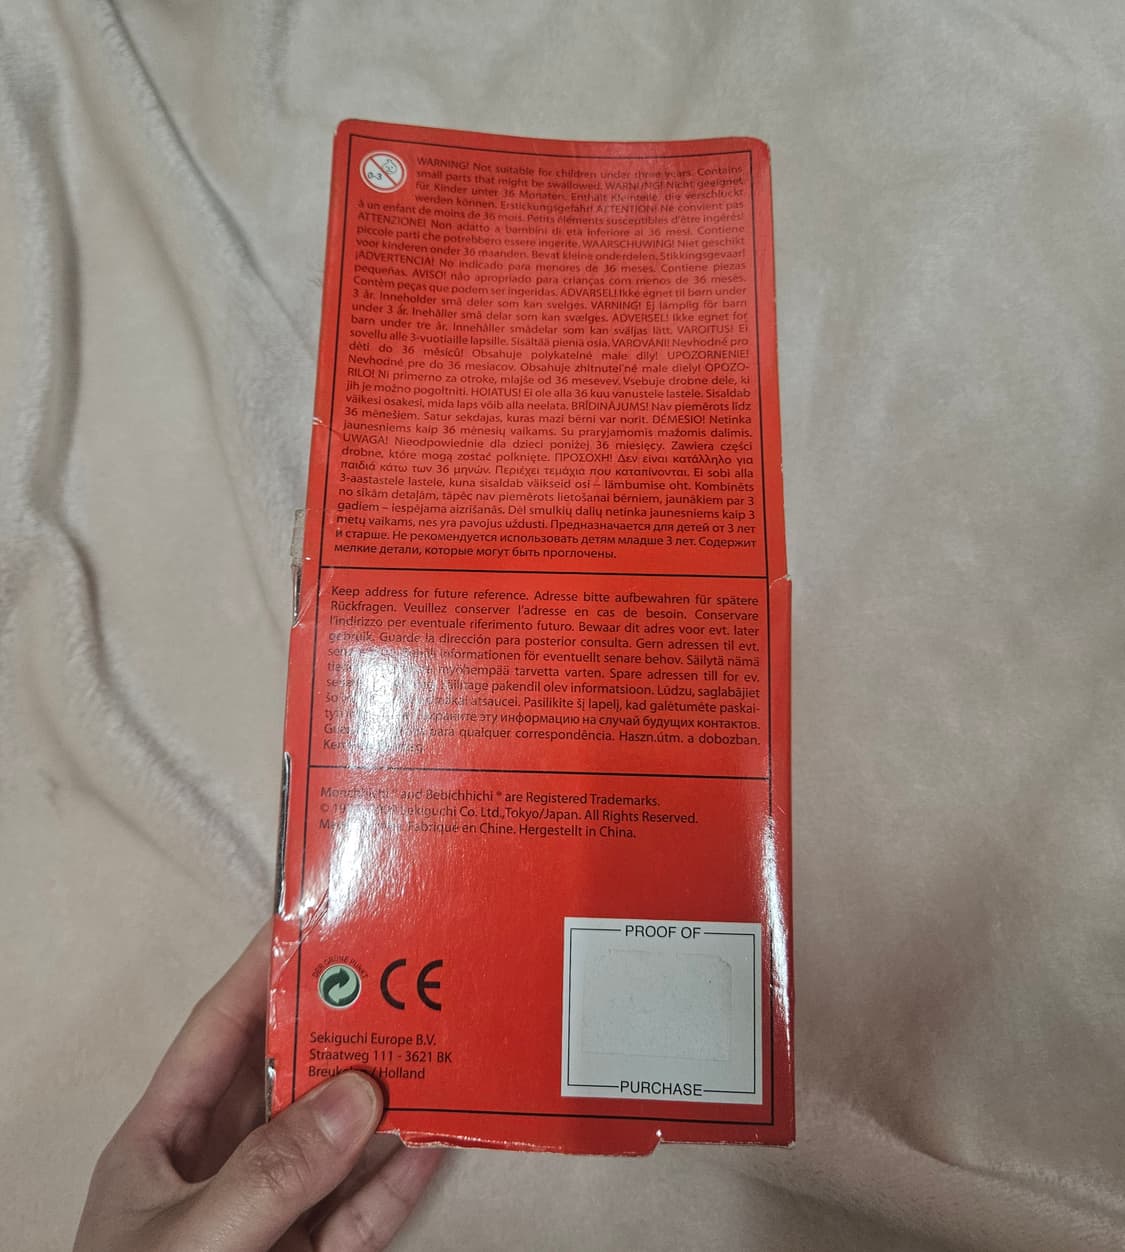 0-3
WARNING! Not suitable for children under three years. Contains
small parts that might be swallowed. WARNUNG! Nicht geeignet
für Kinder unter 36 Monaten. Enthält Kleinteile, die verschluckt
werden können. Erstickungsgefahr! ATTENTION! Ne convient pas
à un enfant de moins de 36 mois. Petits éléments susceptibles d'être ingérés!
ATTENZIONE! Non adatto a bambini di età inferiore ai 36 mesi. Contiene
piccole parti che potrebbero essere ingerite. WAARSCHUWING! Niet geschikt
voor kinderen onder 36 maanden. Bevat kleine onderdelen. Stikkingsgevaar!
¡ADVERTENCIA! No indicado para menores de 36 meses. Contiene piezas
pequeñas. AVISO! não apropriado para crianças com menos de 36 meses.
Contèm peças que podem ser ingeridas. ADVARSEL! Ikke egnet til børn under
3 år. Inneholder små deler som kan svelges. VARNING! Ej lämplig för barn
under 3 år. Inehåller små delar som kan svælges. ADVERSEL! Ikke egnet for
barn under tre år. Innehåller smådelar som kan sväljas lätt. VAROITUS! Ei
sovellu alle 3-vuotiaille lapsille. Sisältää pieniä osia. VAROVÁNI! Nevhodné pro
děti do 36 měsíců! Obsahuje polykatelné male díly! UPOZORNENIE!
Nevhodné pre do 36 mesiacov. Obsahuje zhltnuteľné male diely! OPOZO-
RILO! Ni primerno za otroke, mlajše od 36 mesevev. Vsebuje drobne dele, ki
jih je možno pogoltniti. HOIATUS! Ei ole alla 36 kuu vanustele lastele. Sisaldab
väikesi osakesi, mida laps võib alla neelata. BRĪDINĀJUMS! Nav piemērots līdz
36 mėnešiem. Satur sekdajas, kuras mazi bērni var norit. DĖMESIO! Netinka
jaunesniems kaip 36 mėnesių vaikams. Su praryjamomis mažomis dalimis.
UWAGA! Nieodpowiednie dla dzieci poniżej 36 miesięcy. Zawiera części
drobne, które mogą zostać połknięte. ΠΡΟΣΟΧΗ! Δεν είναι κατάλληλο για
παιδιά κάτω των 36 μηνών. Περιέχει τεμάχια που καταπίνονται. Ei sobi alla
3-aastastele lastele, kuna sisaldab väikseid osi – lämbumise oht. Kombinēts
no sīkām detaļām, tāpēc nav piemērots lietošanai bērniem, jaunākiem par 3
gadiem – iespējama aizrīšanās. Dėl smulkių dalių netinka jaunesniems kaip 3
metų vaikams, nes yra pavojus uždusti. Предназначается для детей от 3 лет
и старше. Не рекомендуется использовать детям младше 3 лет. Содержит
мелкие детали, которые могут быть проглочены.
Keep address for future reference. Adresse bitte aufbewahren für spätere
Rückfragen. Veuillez conserver l'adresse en cas de besoin. Conservare
l'indirizzo per eventuale riferimento futuro. Bewaar dit adres voor evt. later
gebruik. Guarde la dirección para posterior consulta. Gern adressen til evt.
informationen för eventuellt senare behov. Säilytä nämä
myöhempää tarvetta varten. Spare adressen till for ev.
pakendil olev informatsioon. Lūdzu, saglabājiet
atsaucei. Pasilikite šį lapelį, kad galėtumėte paskai-
эту информацию на случай будущих контактов.
para qualquer correspondência. Haszn.útm. a dobozban.
Monchhichi ® and Bebichhichi ® are Registered Trademarks.
© Sekiguchi Co. Ltd.,Tokyo/Japan. All Rights Reserved.
Fabriqué en Chine. Hergestellt in China.
DER GRÜNE PUNKT
CE
PROOF OF
PURCHASE
Sekiguchi Europe B.V.
Straatweg 111 - 3621 BK
/ Holland